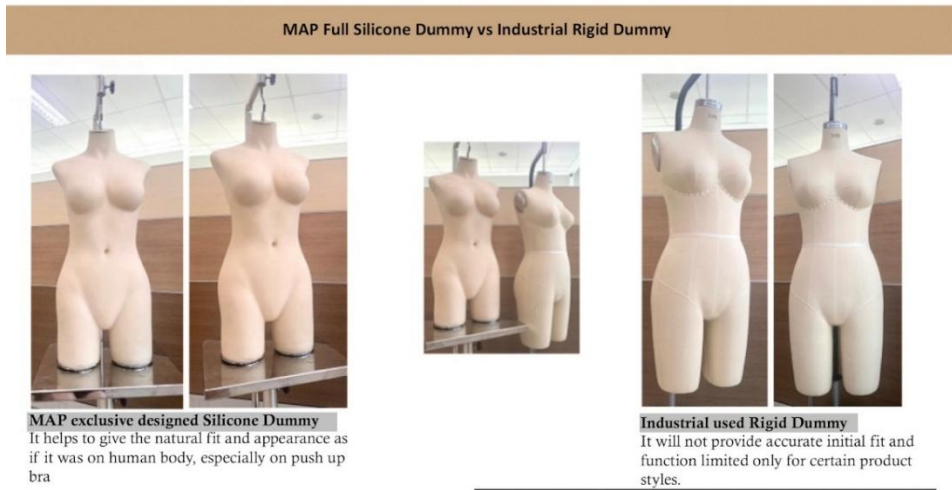 MAP Full Silicone Dummy vs Industrial Rigid Dummy
MAP exclusive designed Silicone Dummy
It helps to give the natural fit and appearance as
if it was on human body, especially on push up
bra
Industrial used Rigid Dummy
It will not provide accurate initial fit and
function limited only for certain product
styles.